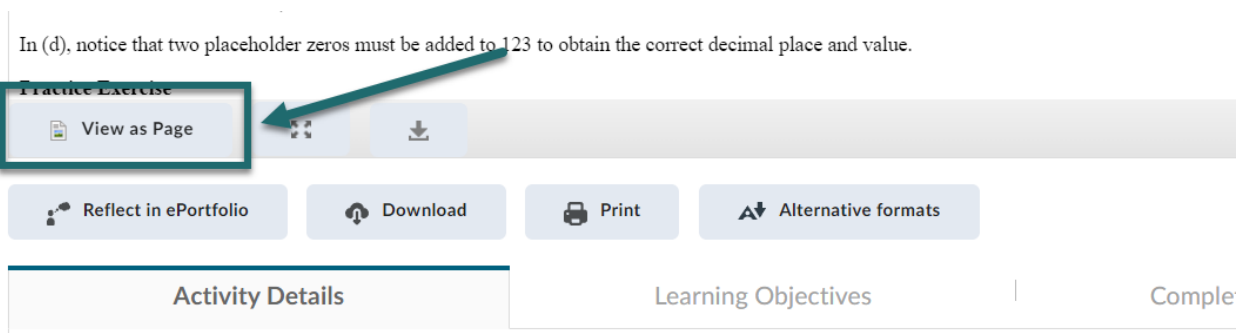 In (d), notice that two placeholder zeros must be added to 123 to obtain the correct decimal place and value.
Practice Exercise
View as Page
Reflect in ePortfolio Download Print Alternative formats
Activity Details Learning Objectives